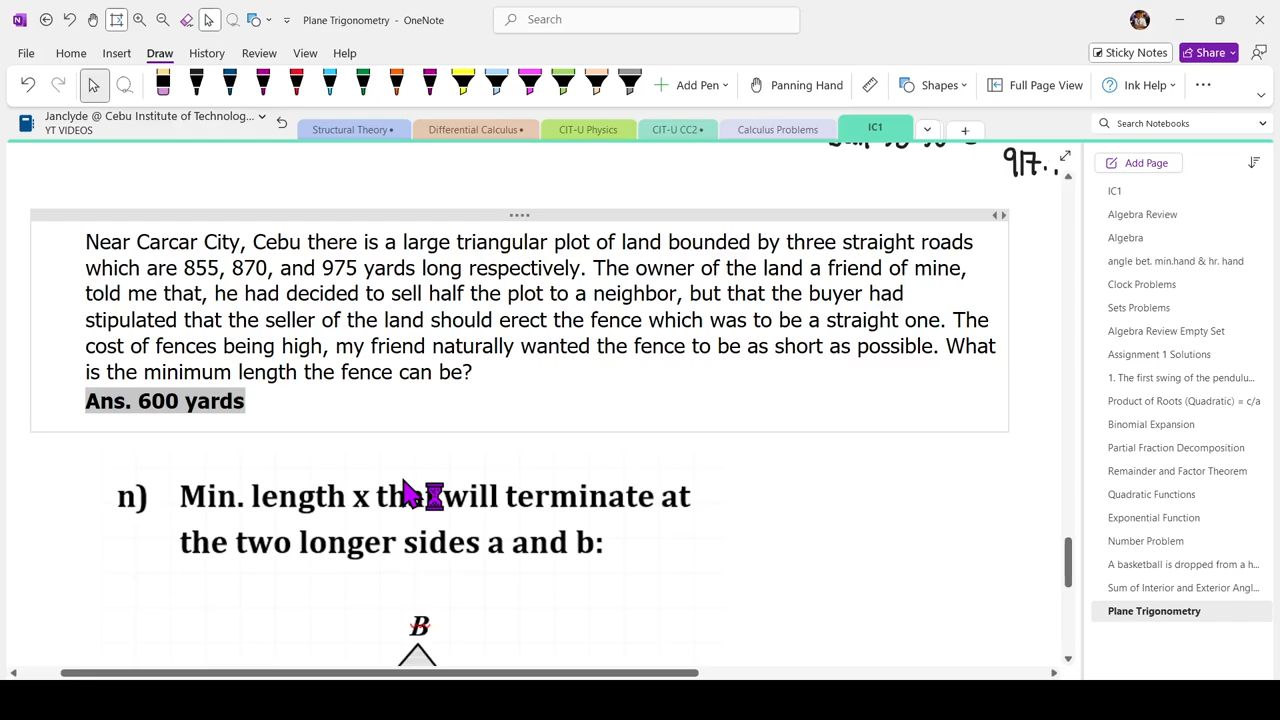 Plane Trigonometry - OneNote
Search
File Home Insert Draw History Review View Help
Sticky Notes
Share
Add Pen
Panning Hand
Shapes
Full Page View
Ink Help
Janclyde @ Cebu Institute of Technolog...
YT VIDEOS
Structural Theory
Differential Calculus
CIT-U Physics
CIT-U CC2
Calculus Problems
IC1
Search Notebooks
917..
Near Carcar City, Cebu there is a large triangular plot of land bounded by three straight roads
which are 855, 870, and 975 yards long respectively. The owner of the land a friend of mine,
told me that, he had decided to sell half the plot to a neighbor, but that the buyer had
stipulated that the seller of the land should erect the fence which was to be a straight one. The
cost of fences being high, my friend naturally wanted the fence to be as short as possible. What
is the minimum length the fence can be?
Ans. 600 yards
n) Min. length x that will terminate at
the two longer sides a and b:
B
Add Page
IC1
Algebra Review
Algebra
angle bet. min.hand & hr. hand
Clock Problems
Sets Problems
Algebra Review Empty Set
Assignment 1 Solutions
1. The first swing of the pendulu...
Product of Roots (Quadratic) = c/a
Binomial Expansion
Partial Fraction Decomposition
Remainder and Factor Theorem
Quadratic Functions
Exponential Function
Number Problem
A basketball is dropped from a h...
Sum of Interior and Exterior Angl...
Plane Trigonometry